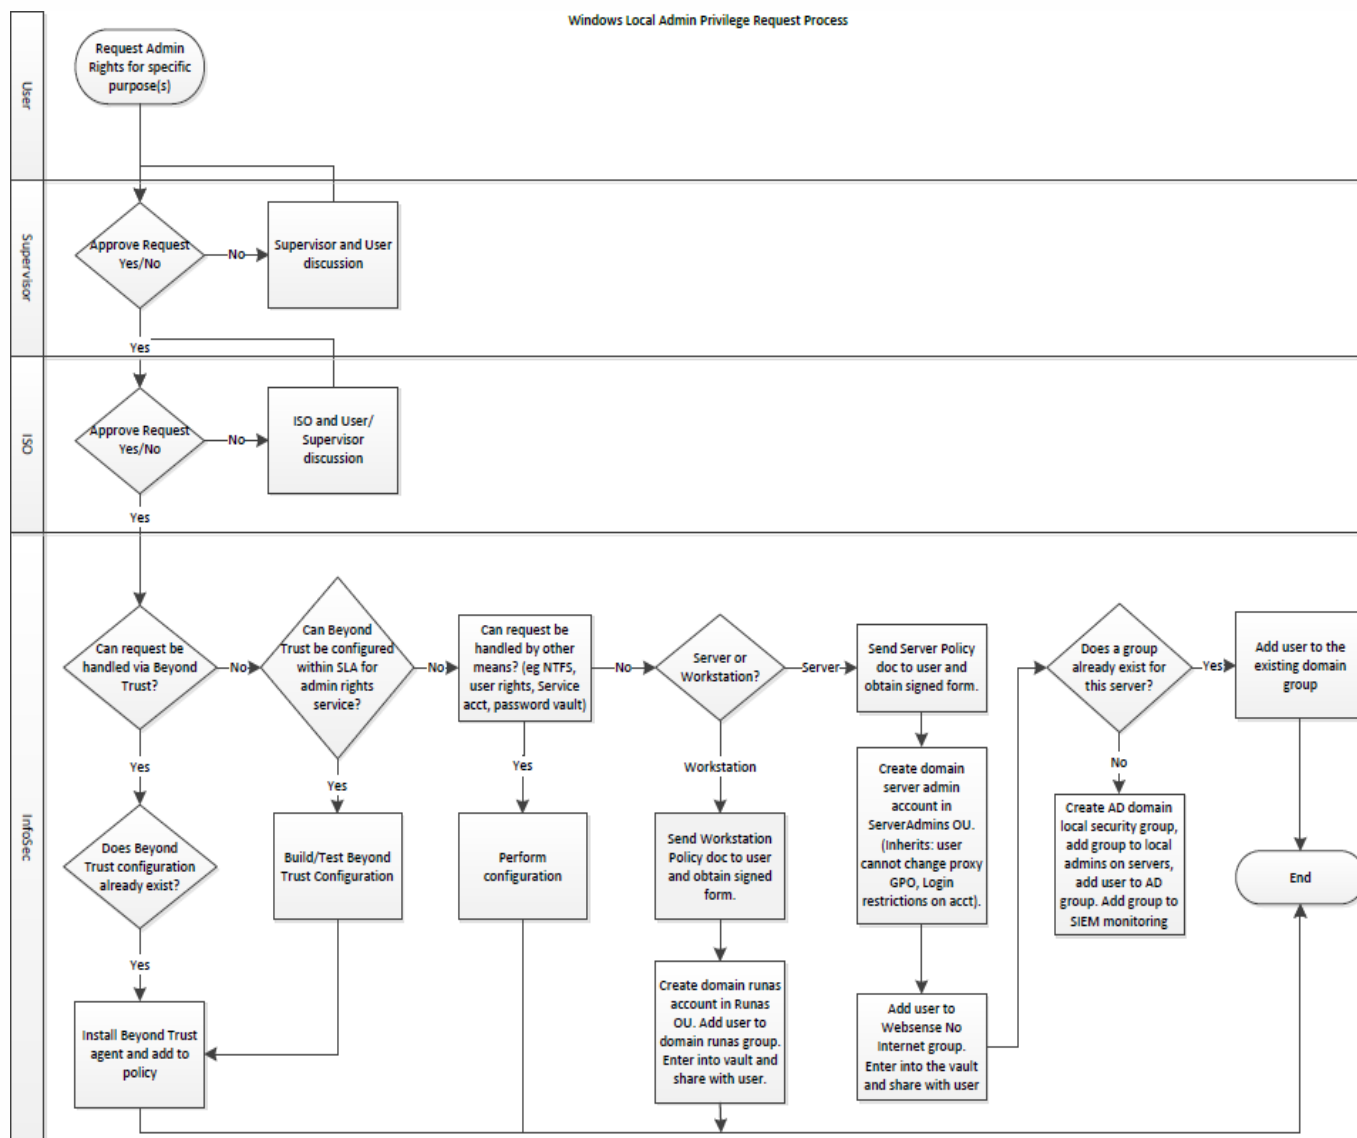 Windows Local Admin Privilege Request Process
User
Request Admin
Rights for specific
purpose(s)
Supervisor
Approve Request
Yes/No
No
Supervisor and User
discussion
Yes
ISO
Approve Request
Yes/No
No
ISO and User/
Supervisor
discussion
Yes
InfoSec
Can request be
handled via Beyond
Trust?
No
Can Beyond
Trust be configured
within SLA for
admin rights
service?
No
Can request be
handled by other
means? (eg NTFS,
user rights, Service
acct, password vault)
No
Server or
Workstation?
Server
Send Server Policy
doc to user and
obtain signed form.
Does a group
already exist for
this server?
Yes
Add user to the
existing domain
group
Yes
Yes
Yes
Workstation
No
Does Beyond
Trust configuration
already exist?
Build/Test Beyond
Trust Configuration
Perform
configuration
Send Workstation
Policy doc to user
and obtain signed
form.
Create domain
server admin
account in
ServerAdmins OU.
(Inherits: user
cannot change proxy
GPO, Login
restrictions on acct).
Create AD domain
local security group,
add group to local
admins on servers,
add user to AD
group. Add group to
SIEM monitoring
End
Yes
Install Beyond Trust
agent and add to
policy
Create domain runas
account in Runas
OU. Add user to
domain runas group.
Enter into vault and
share with user.
Add user to
Websense No
Internet group.
Enter into the vault
and share with user